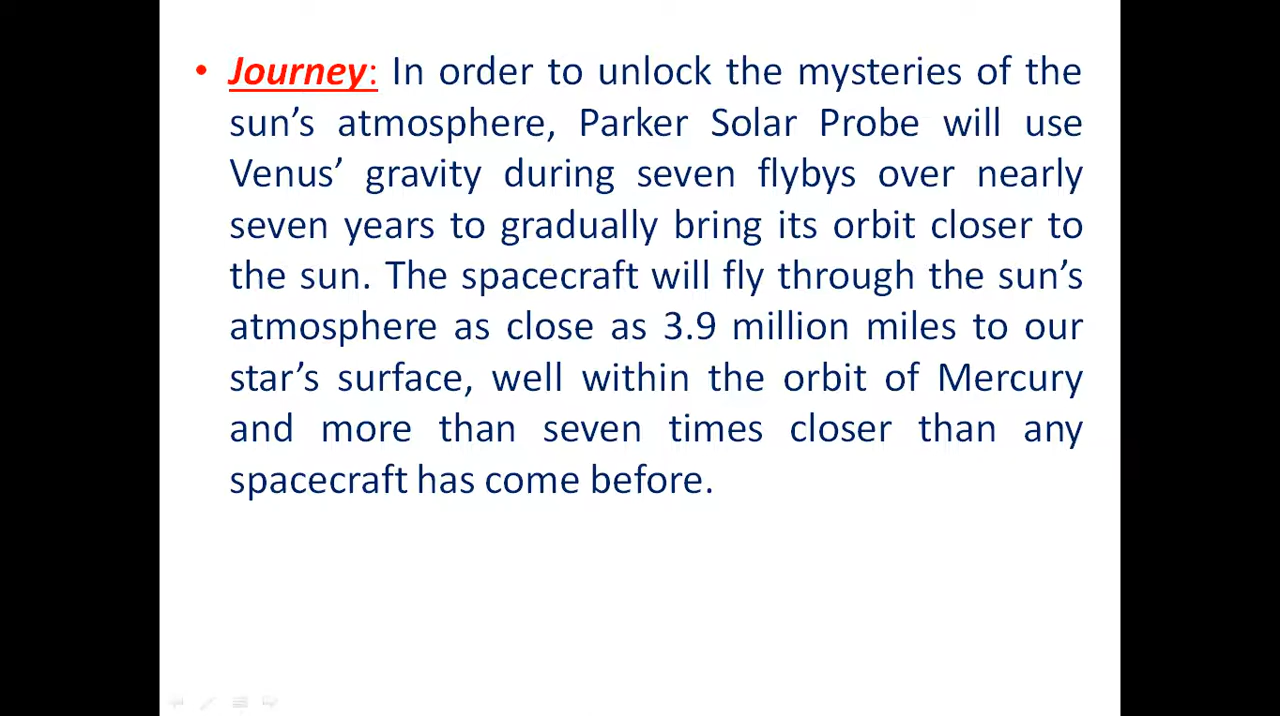 • Journey: In order to unlock the mysteries of the
sun’s atmosphere, Parker Solar Probe will use
Venus’ gravity during seven flybys over nearly
seven years to gradually bring its orbit closer to
the sun. The spacecraft will fly through the sun’s
atmosphere as close as 3.9 million miles to our
star’s surface, well within the orbit of Mercury
and more than seven times closer than any
spacecraft has come before.